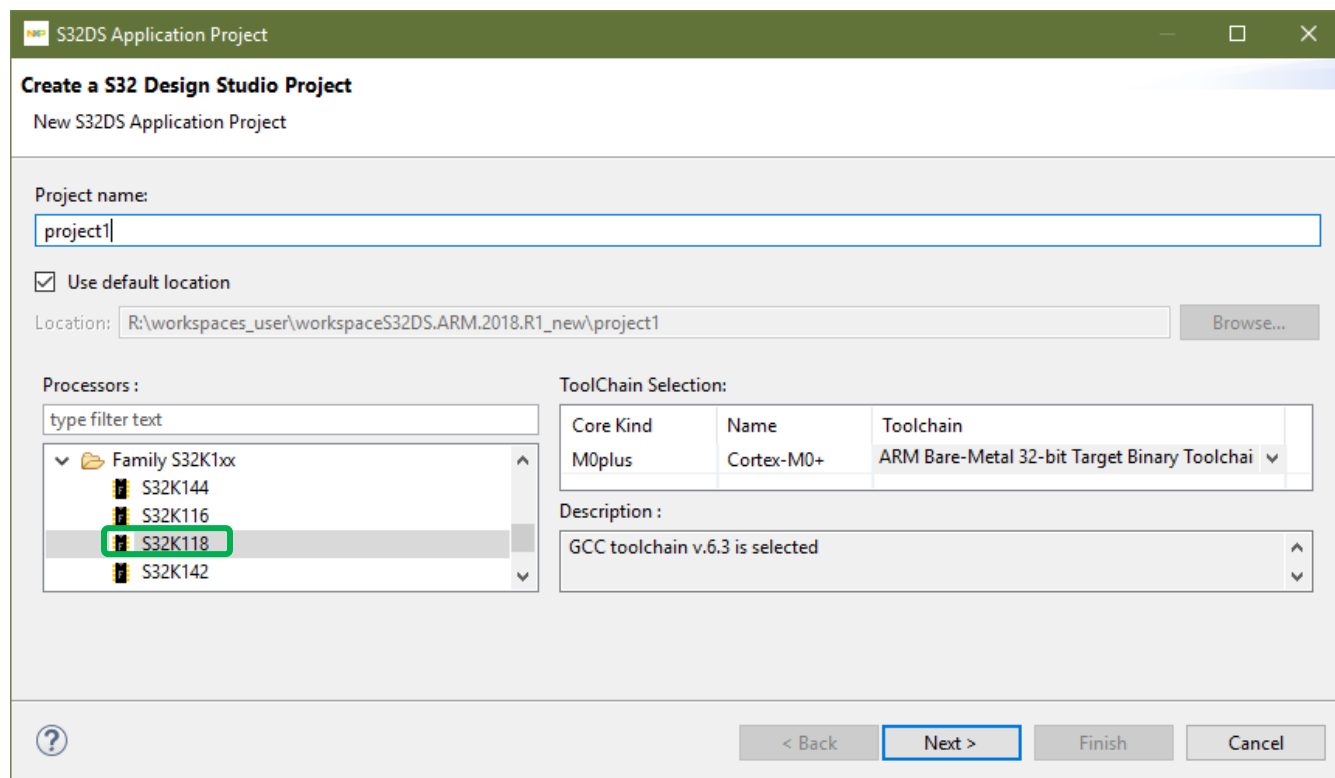 NXP S32DS Application Project
Create a S32 Design Studio Project
New S32DS Application Project
Project name:
project1
Use default location
Location: R:\workspaces_user\workspaceS32DS.ARM.2018.R1_new\project1 Browse...
Processors :
type filter text
Family S32K1xx
S32K144
S32K116
S32K118
S32K142
ToolChain Selection:
Core Kind Name Toolchain
M0plus Cortex-M0+ ARM Bare-Metal 32-bit Target Binary Toolchai
Description :
GCC toolchain v.6.3 is selected
? < Back Next > Finish Cancel